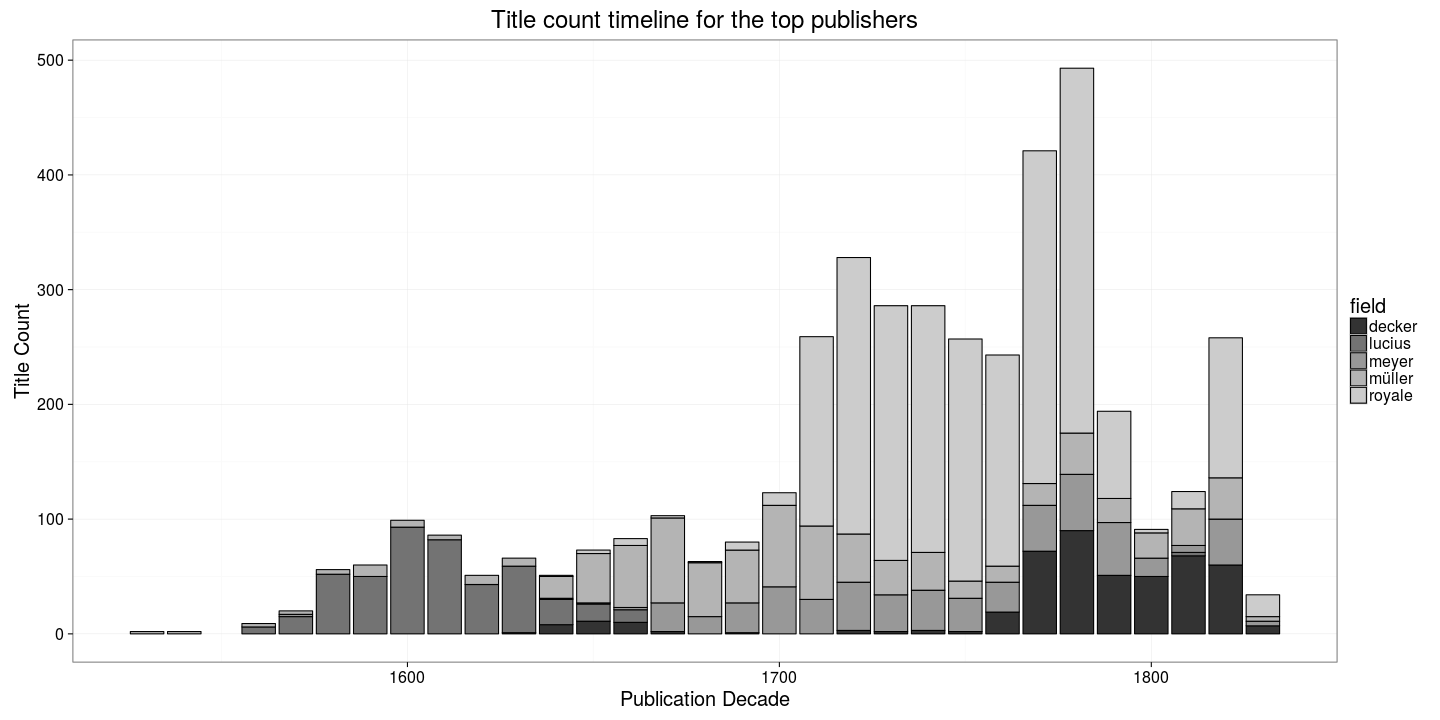 Title count timeline for the top publishers
500
400
300
200
100
0
Title Count
1600
1700
1800
Publication Decade
field
decker
lucius
meyer
müller
royale